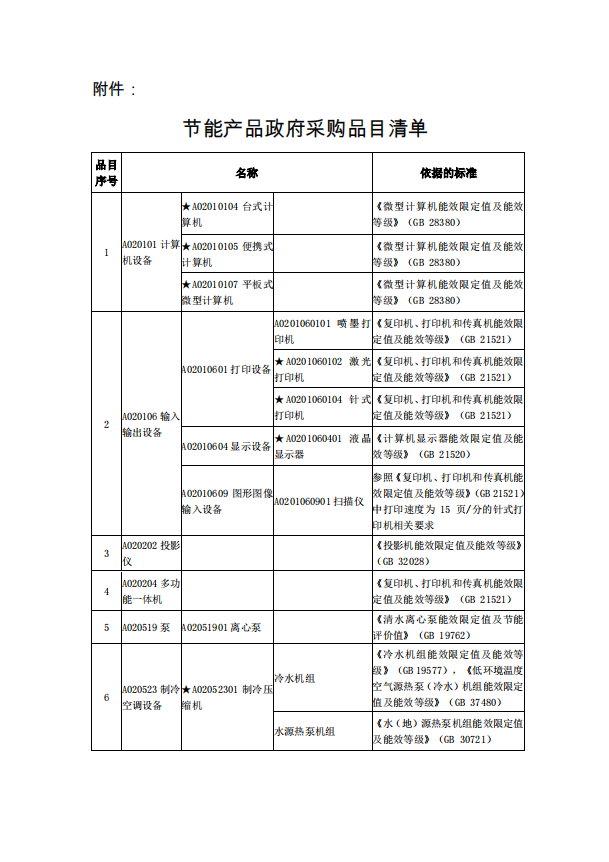 附件：
节能产品政府采购品目清单
品目
序号
名称
依据的标准
1
A020101 计算
机设备
★A02010104 台式计
算机
《微型计算机能效限定值及能效
等级》（GB 28380）
★A02010105 便携式
计算机
《微型计算机能效限定值及能效
等级》（GB 28380）
★A02010107 平板式
微型计算机
《微型计算机能效限定值及能效
等级》（GB 28380）
2
A020106 输入
输出设备
A02010601 打印设备
A0201060101 喷墨打
印机
《复印机、打印机和传真机能效限
定值及能效等级》（GB 21521）
★A0201060102 激光
打印机
《复印机、打印机和传真机能效限
定值及能效等级》（GB 21521）
★A0201060104 针式
打印机
《复印机、打印机和传真机能效限
定值及能效等级》（GB 21521）
A02010604 显示设备
★A0201060401 液晶
显示器
《计算机显示器能效限定值及能
效等级》（GB 21520）
A02010609 图形图像
输入设备
A0201060901 扫描仪
参照《复印机、打印机和传真机能
效限定值及能效等级》（GB 21521）
中打印速度为 15 页/分的针式打
印机相关要求
3
A020202 投影
仪
《投影机能效限定值及能效等级》
（GB 32028）
4
A020204 多功
能一体机
《复印机、打印机和传真机能效限
定值及能效等级》（GB 21521）
5
A020519 泵
A02051901 离心泵
《清水离心泵能效限定值及节能
评价值》（GB 19762）
6
A020523 制冷
空调设备
★A02052301 制冷压
缩机
冷水机组
《冷水机组能效限定值及能效等
级》（GB 19577），《低环境温度
空气源热泵（冷水）机组能效限定
值及能效等级》（GB 37480）
水源热泵机组
《水（地）源热泵机组能效限定值
及能效等级》（GB 30721）